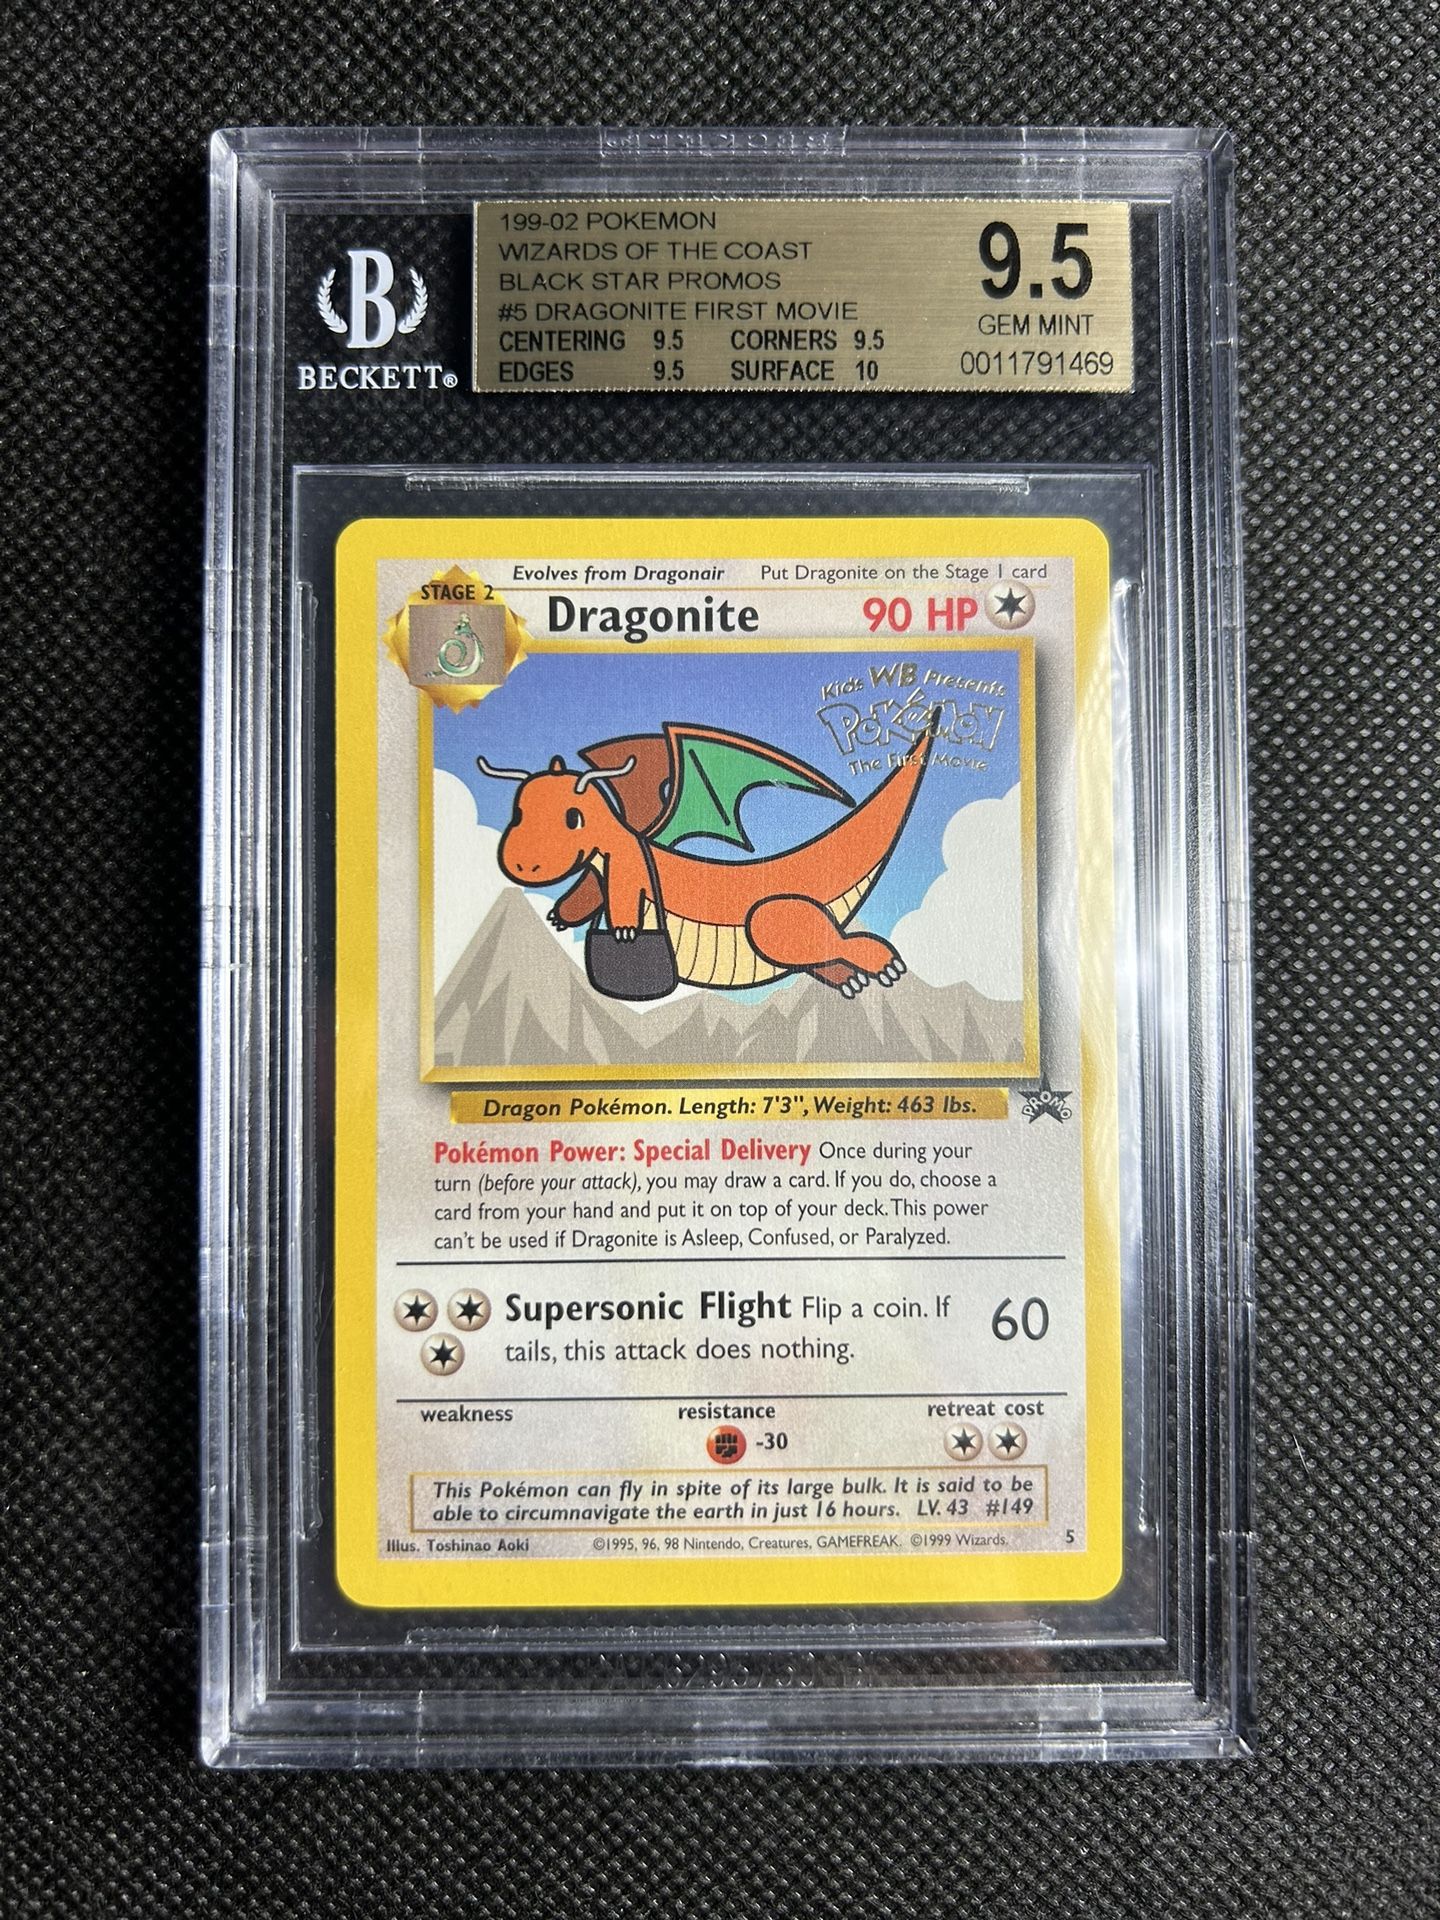 199-02 POKEMON
WIZARDS OF THE COAST
BLACK STAR PROMOS
#5 DRAGONITE FIRST MOVIE
CENTERING 9.5 CORNERS 9.5
EDGES 9.5 SURFACE 10
9.5
GEM MINT
0011791469
B
BECKETT®
Evolves from Dragonair Put Dragonite on the Stage 1 card
STAGE 2
Dragonite 90 HP
Kids WB Presents
POKéMON
The First Movie
Dragon Pokémon. Length: 7'3", Weight: 463 lbs.
PROMO
Pokémon Power: Special Delivery Once during your
turn (before your attack), you may draw a card. If you do, choose a
card from your hand and put it on top of your deck. This power
can't be used if Dragonite is Asleep, Confused, or Paralyzed.
Supersonic Flight Flip a coin. If
tails, this attack does nothing.
60
weakness resistance retreat cost
-30
This Pokémon can fly in spite of its large bulk. It is said to be
able to circumnavigate the earth in just 16 hours. LV. 43 #149
Illus. Toshinao Aoki ©1995, 96, 98 Nintendo, Creatures, GAMEFREAK. ©1999 Wizards. 5